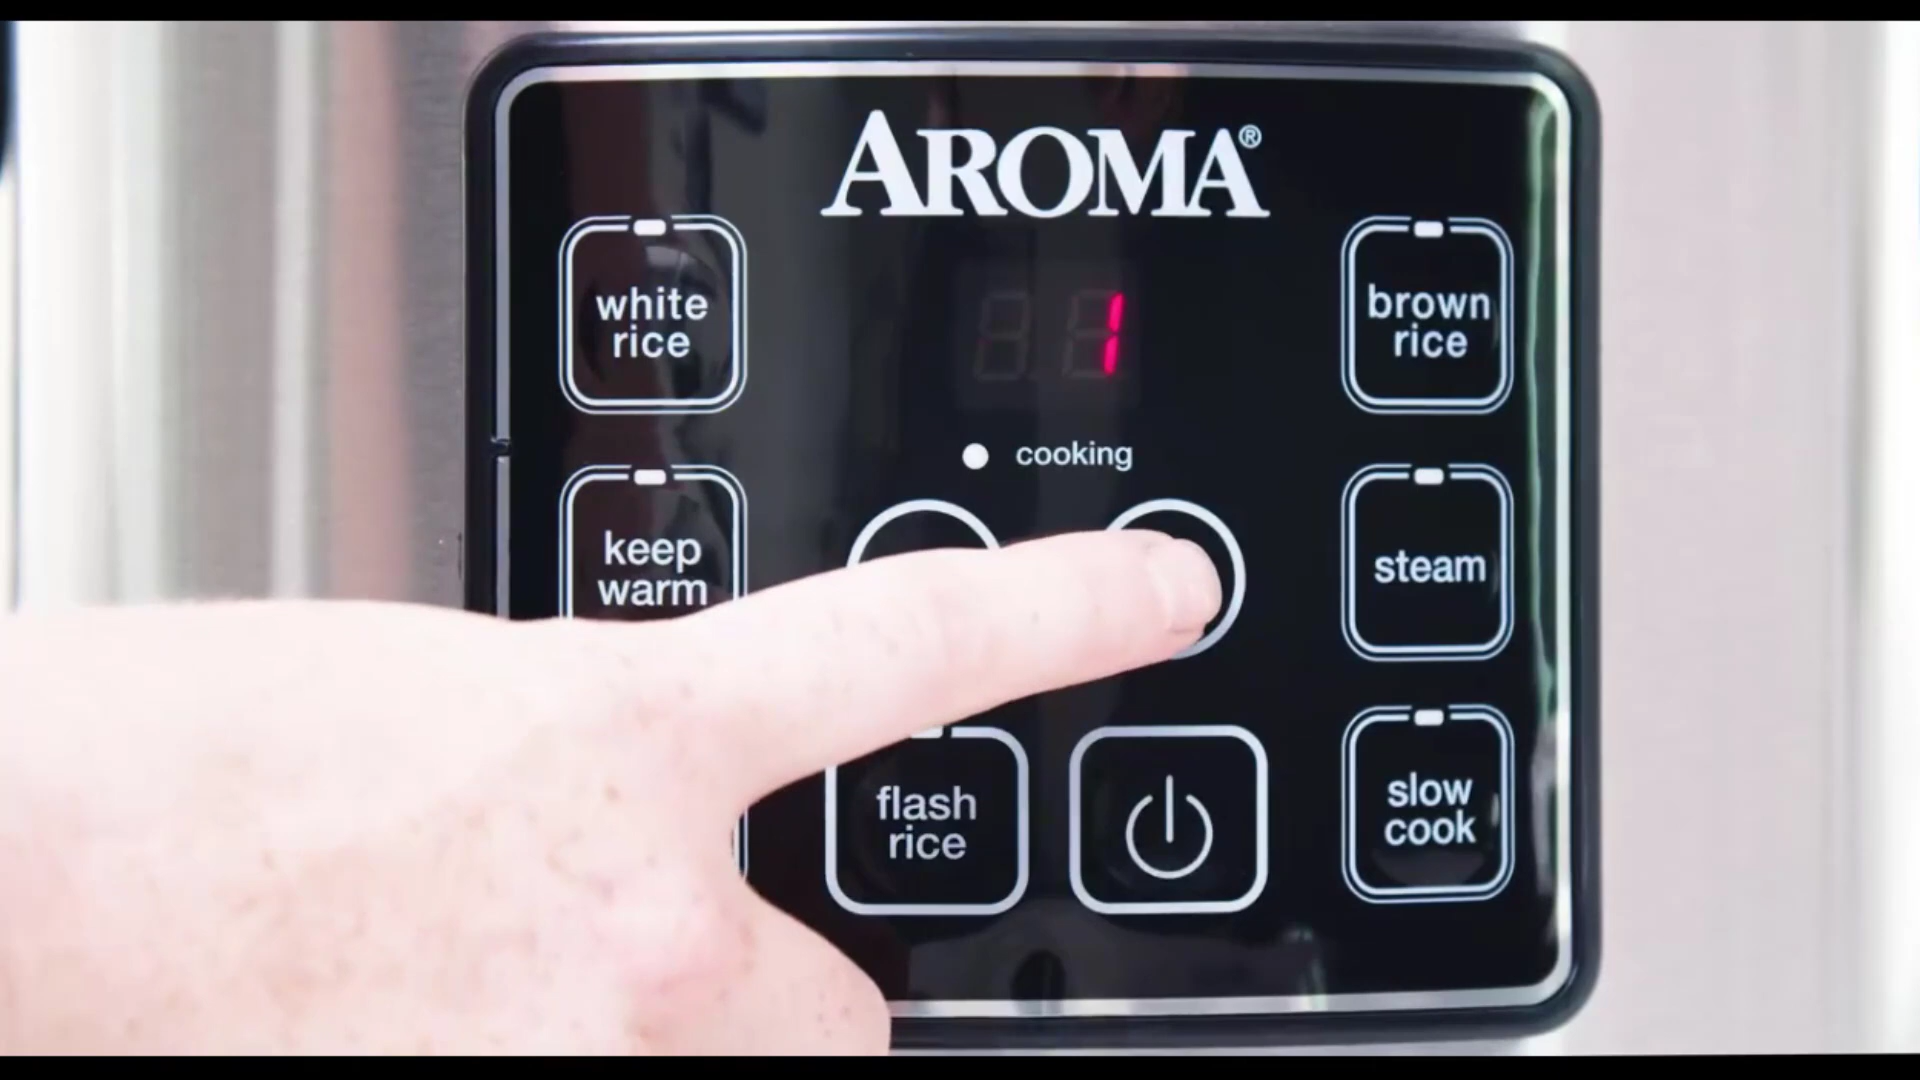 AROMA®
white
rice
brown
rice
1
cooking
keep
warm
steam
flash
rice
slow
cook